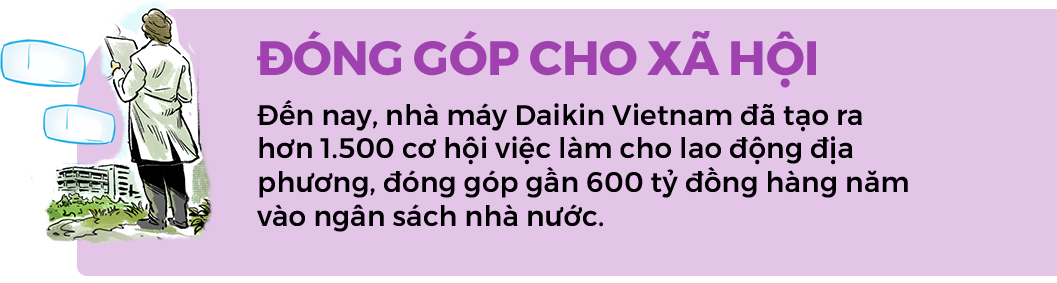 ĐÓNG GÓP CHO XÃ HỘI
Đến nay, nhà máy Daikin Vietnam đã tạo ra
hơn 1.500 cơ hội việc làm cho lao động địa
phương, đóng góp gần 600 tỷ đồng hàng năm
vào ngân sách nhà nước.